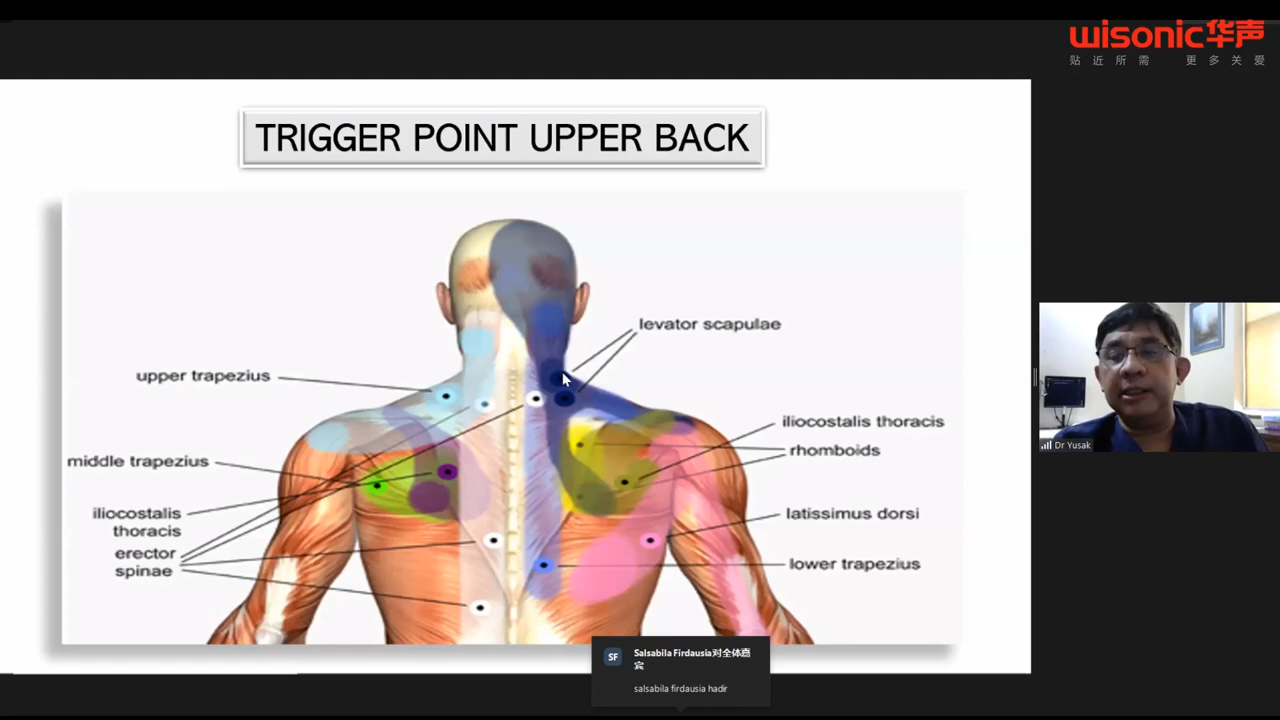 wisonic华声
贴近所需 更多关爱
TRIGGER POINT UPPER BACK
levator scapulae
upper trapezius
iliocostalis thoracis
rhomboids
middle trapezius
iliocostalis
thoracis
latissimus dorsi
erector
spinae
lower trapezius
Dr Yusak
SF
Salsabila Firdausia对全体嘉
宾
salsabila firdausia hadir